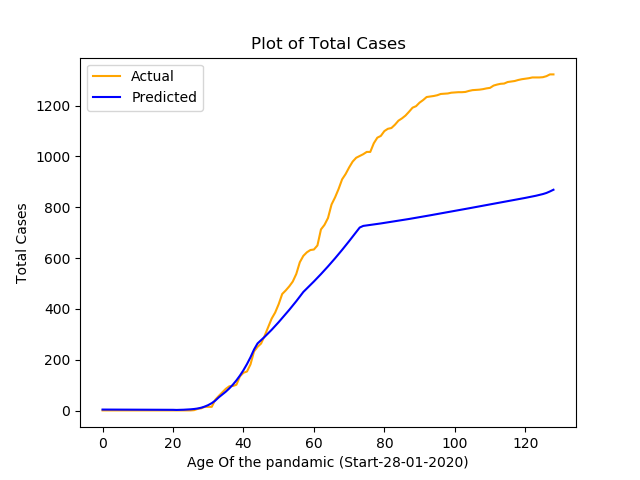 Plot of Total Cases
Actual
Predicted
Total Cases
1200
1000
800
600
400
200
0
0 20 40 60 80 100 120
Age Of the pandamic (Start-28-01-2020)